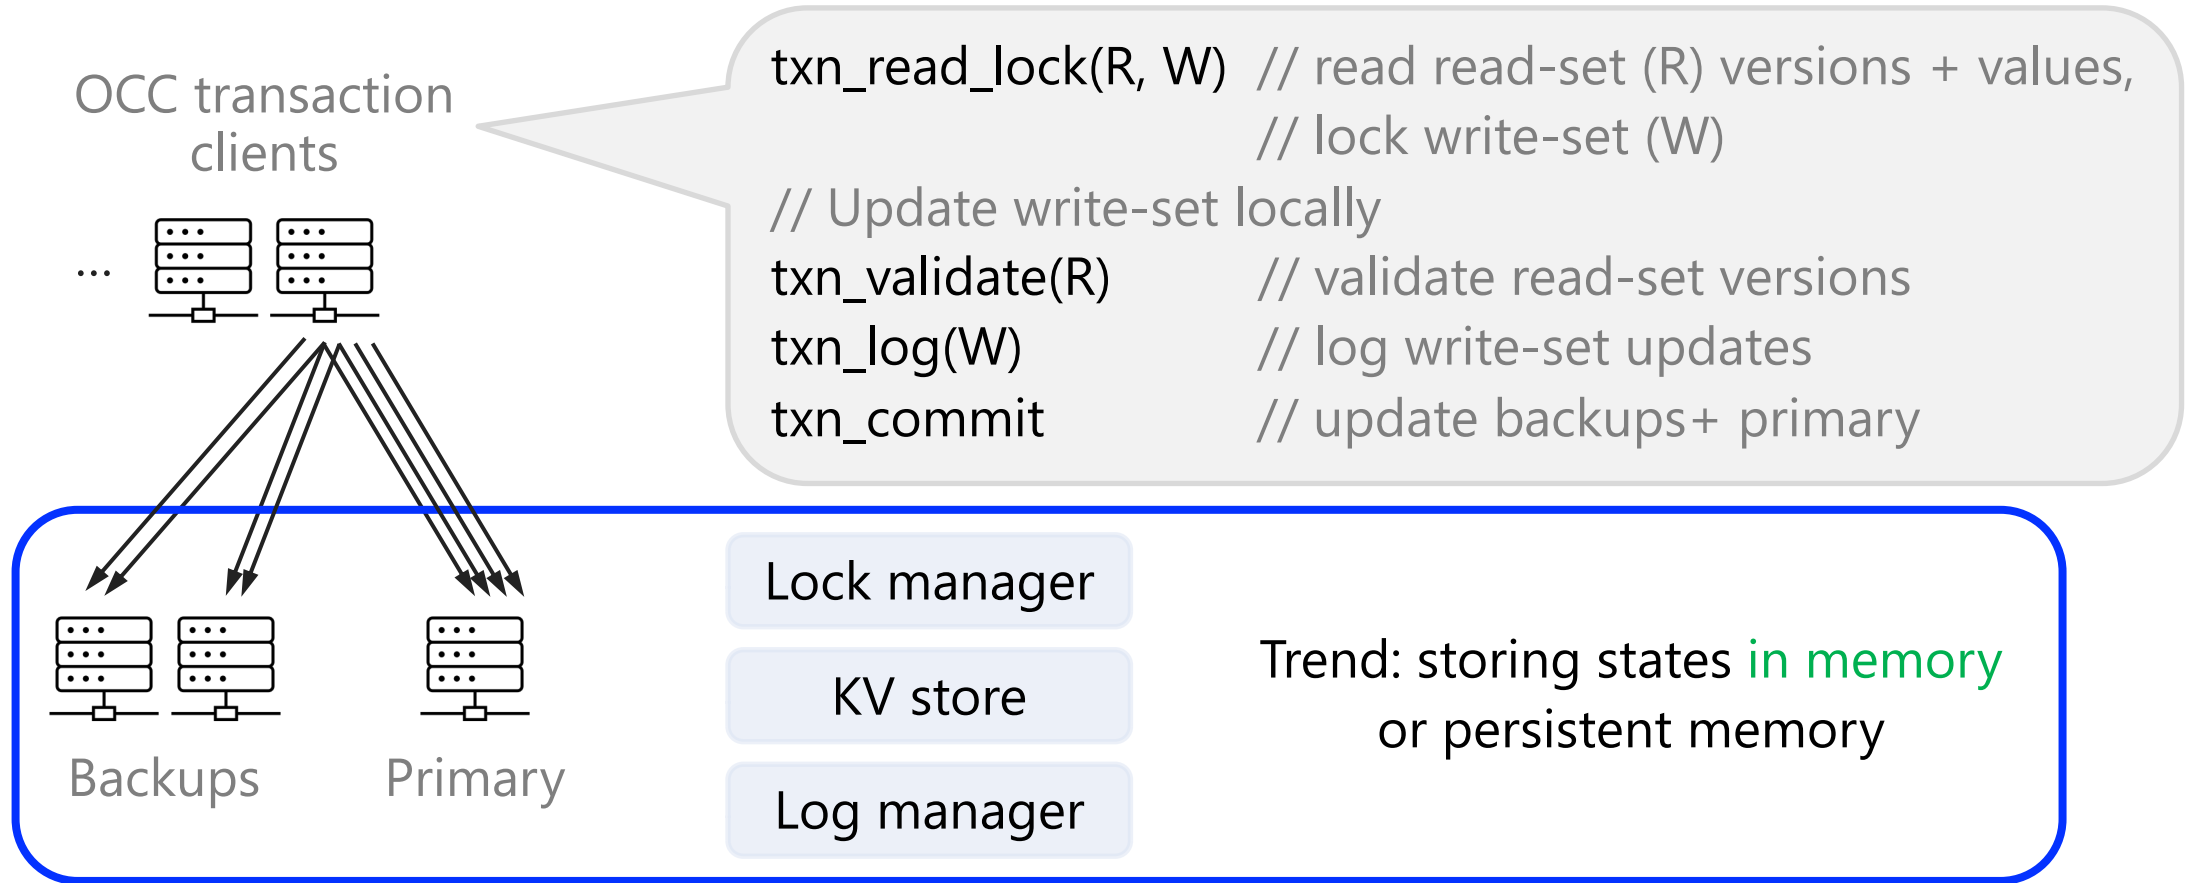 OCC transaction
clients
...
txn_read_lock(R, W) // read read-set (R) versions + values,
// lock write-set (W)
// Update write-set locally
txn_validate(R) // validate read-set versions
txn_log(W) // log write-set updates
txn_commit // update backups+ primary
Backups
Primary
Lock manager
KV store
Log manager
Trend: storing states in memory
or persistent memory